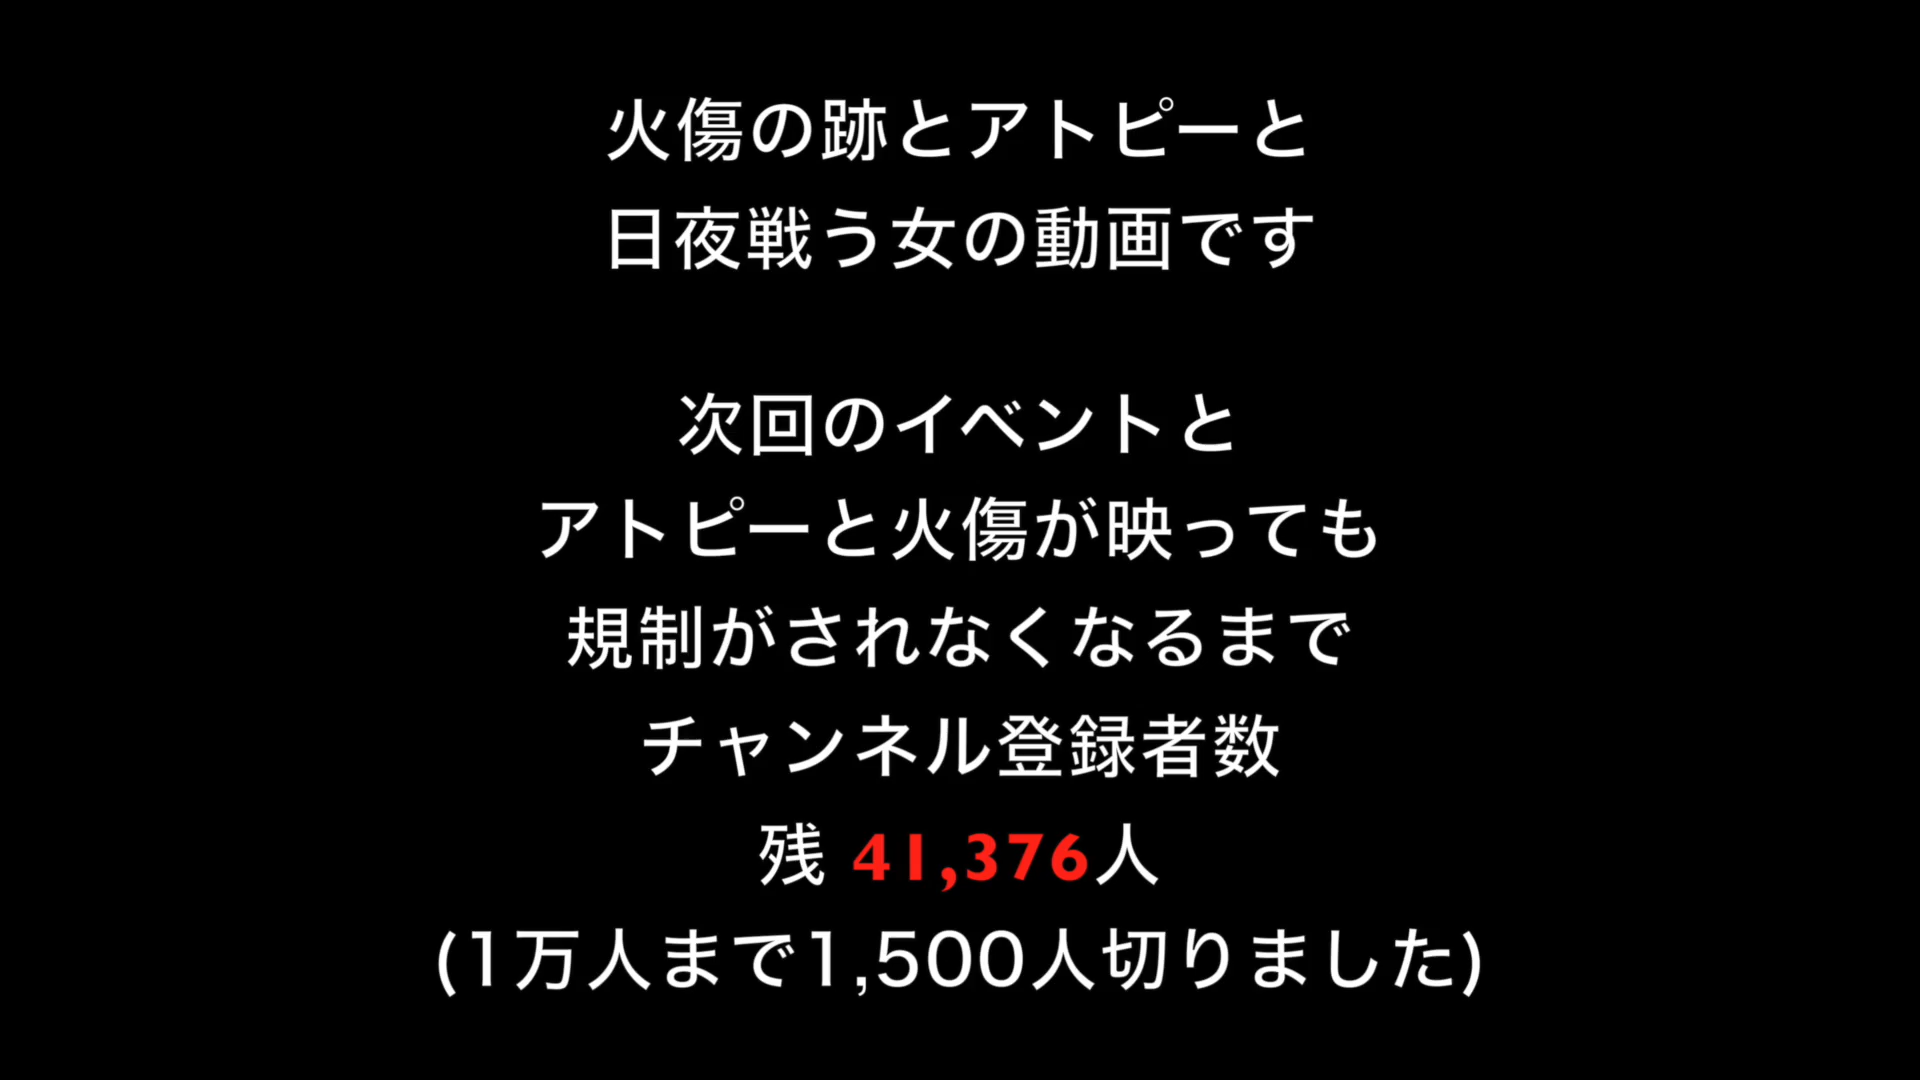 火傷の跡とアトピーと
日夜戦う女の動画です
次回のイベントと
アトピーと火傷が映っても
規制がされなくなるまで
チャンネル登録者数
残 41,376人
(1万人まで1,500人切りました)